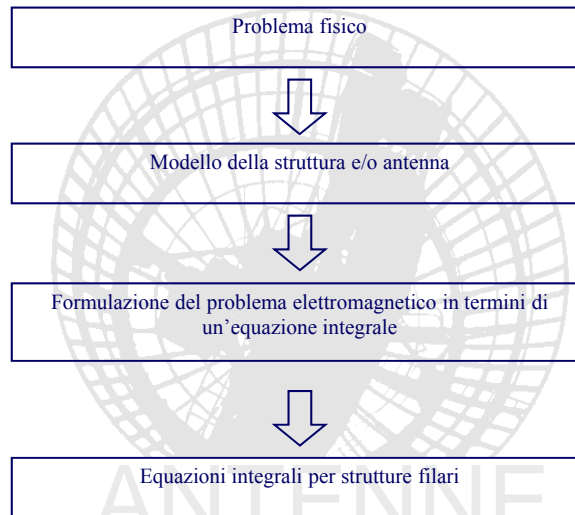 Problema fisico
Modello della struttura e/o antenna
Formulazione del problema elettromagnetico in termini di
un'equazione integrale
Equazioni integrali per strutture filari
ANTENNE